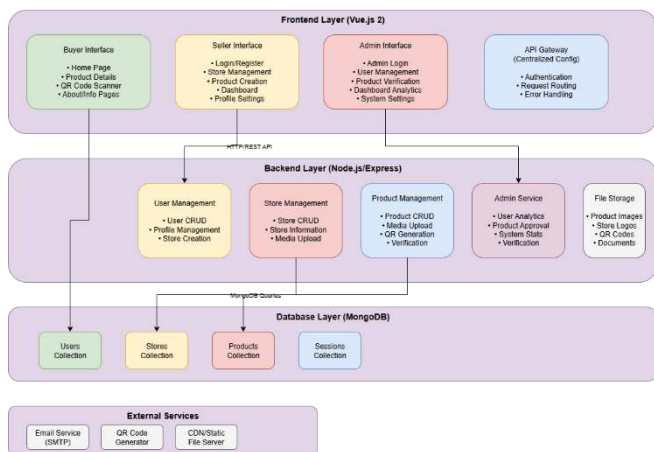 Frontend Layer (Vue.js 2)
Buyer Interface
• Home Page
• Product Details
• QR Code Scanner
• About/Info Pages
Seller Interface
• Login/Register
• Store Management
• Product Creation
• Dashboard
• Profile Settings
Admin Interface
• Admin Login
• User Management
• Product Verification
• Dashboard Analytics
• System Settings
API Gateway
(Centralized Config)
• Authentication
• Request Routing
• Error Handling
HTTP/REST API
Backend Layer (Node.js/Express)
User Management
• User CRUD
• Profile Management
• Store Creation
Store Management
• Store CRUD
• Store Information
• Media Upload
Product Management
• Product CRUD
• Media Upload
• QR Generation
• Verification
Admin Service
• User Analytics
• Product Approval
• System Stats
• Verification
File Storage
• Product Images
• Store Logos
• QR Codes
• Documents
MongoDB Queries
Database Layer (MongoDB)
Users
Collection
Stores
Collection
Products
Collection
Sessions
Collection
External Services
Email Service
(SMTP)
QR Code
Generator
CDN/Static
File Server